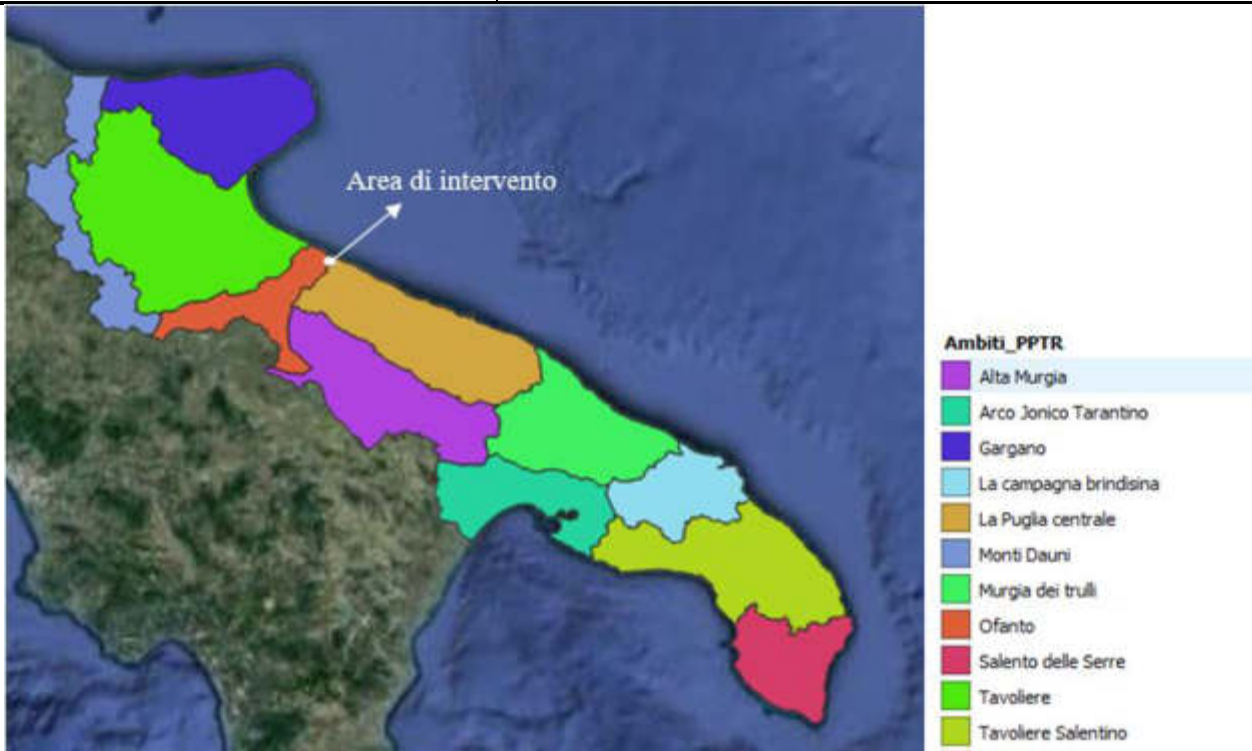 Area di intervento
Ambiti_PPTR
Alta Murgia
Arco Jonico Tarantino
Gargano
La campagna brindisina
La Puglia centrale
Monti Dauni
Murgia dei trulli
Ofanto
Salento delle Serre
Tavoliere
Tavoliere Salentino